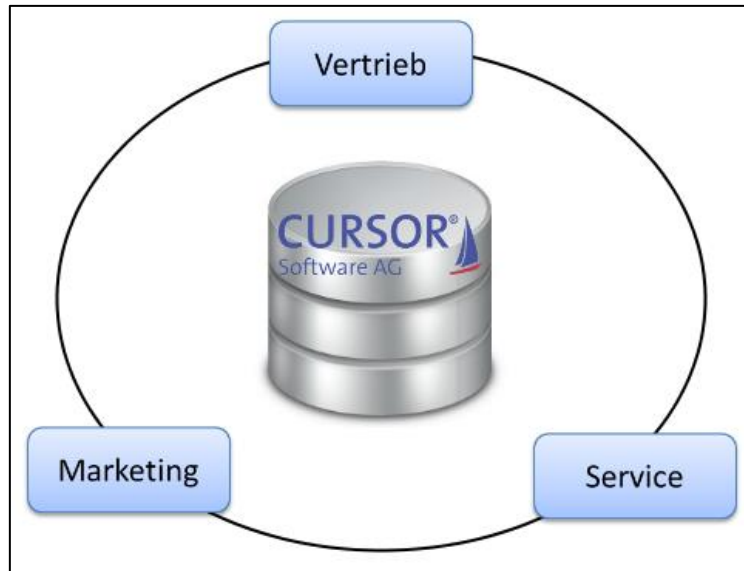 Vertrieb
CURSOR®
Software AG
Marketing
Service